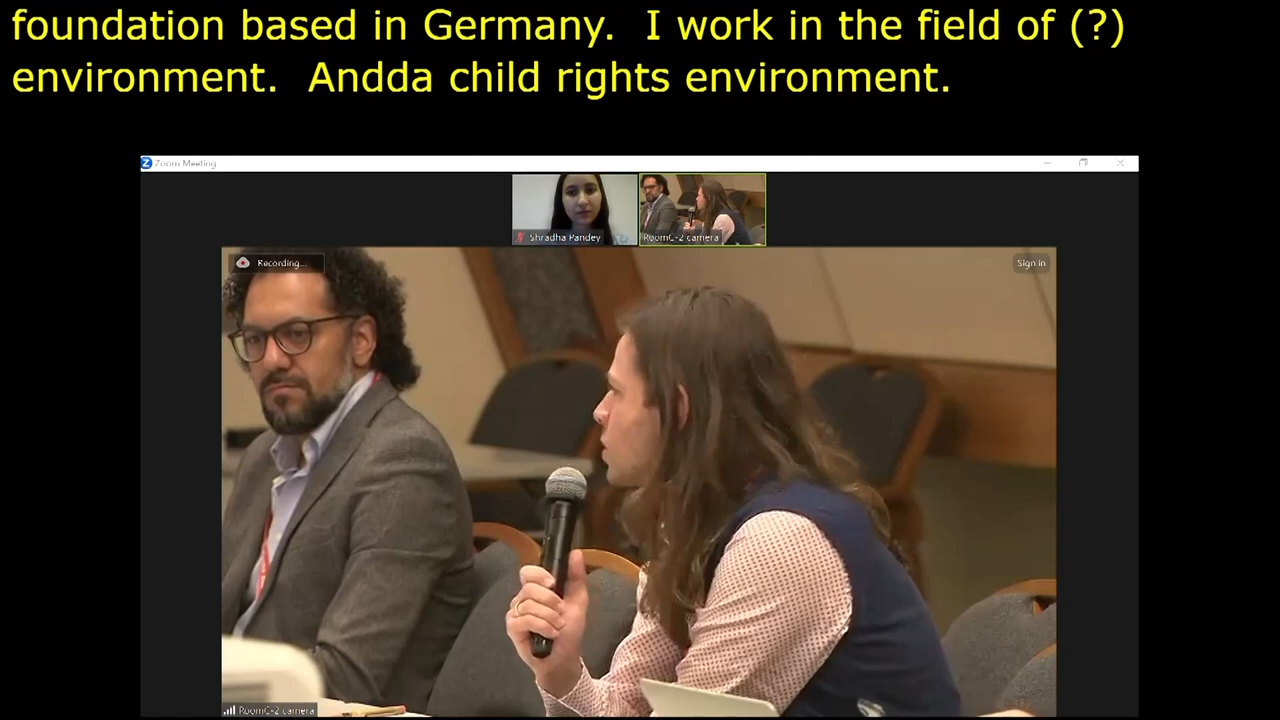 foundation based in Germany.  I work in the field of (?)
environment.  Andda child rights environment.
Zoom Meeting
Shradha Pandey
RoomC-2 camera
Recording...
Sign in
RoomC-2 camera